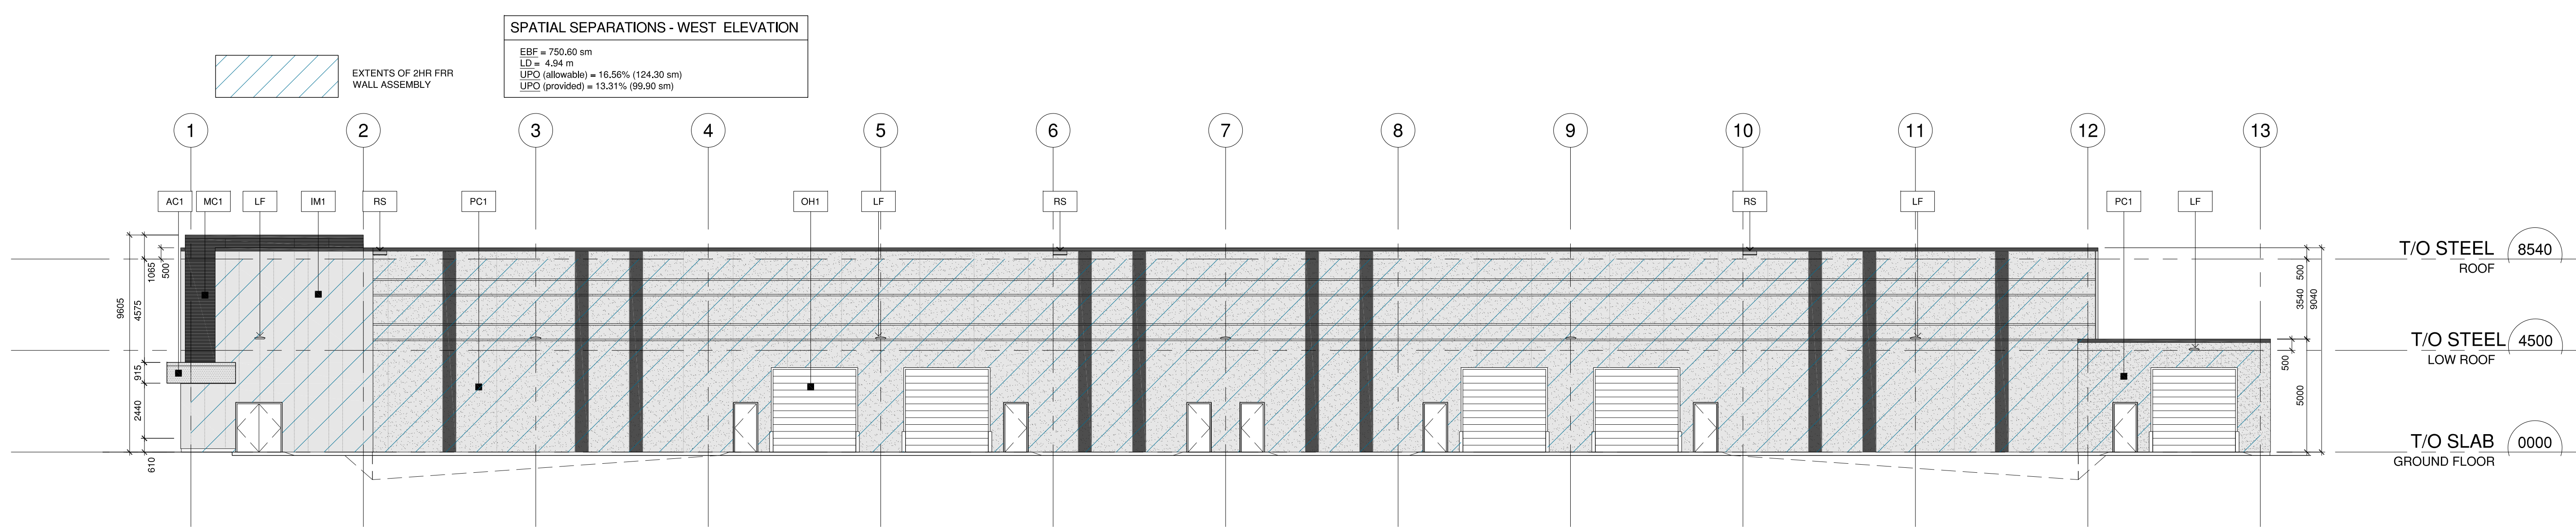 SPATIAL SEPARATIONS - WEST ELEVATION
EBF = 750.60 sm
LD = 4.94 m
UPO (allowable) = 16.56% (124.30 sm)
UPO (provided) = 13.31% (99.90 sm)
EXTENTS OF 2HR FRR
WALL ASSEMBLY
1 2 3 4 5 6 7 8 9 10 11 12 13
AC1 MC1 LF IM1 RS PC1 OH1 LF RS RS LF PC1 LF
9605
1065
500
4575
915
2440
610
500
3540
9040
500
5000
T/O STEEL 8540
ROOF
T/O STEEL 4500
LOW ROOF
T/O SLAB 0000
GROUND FLOOR